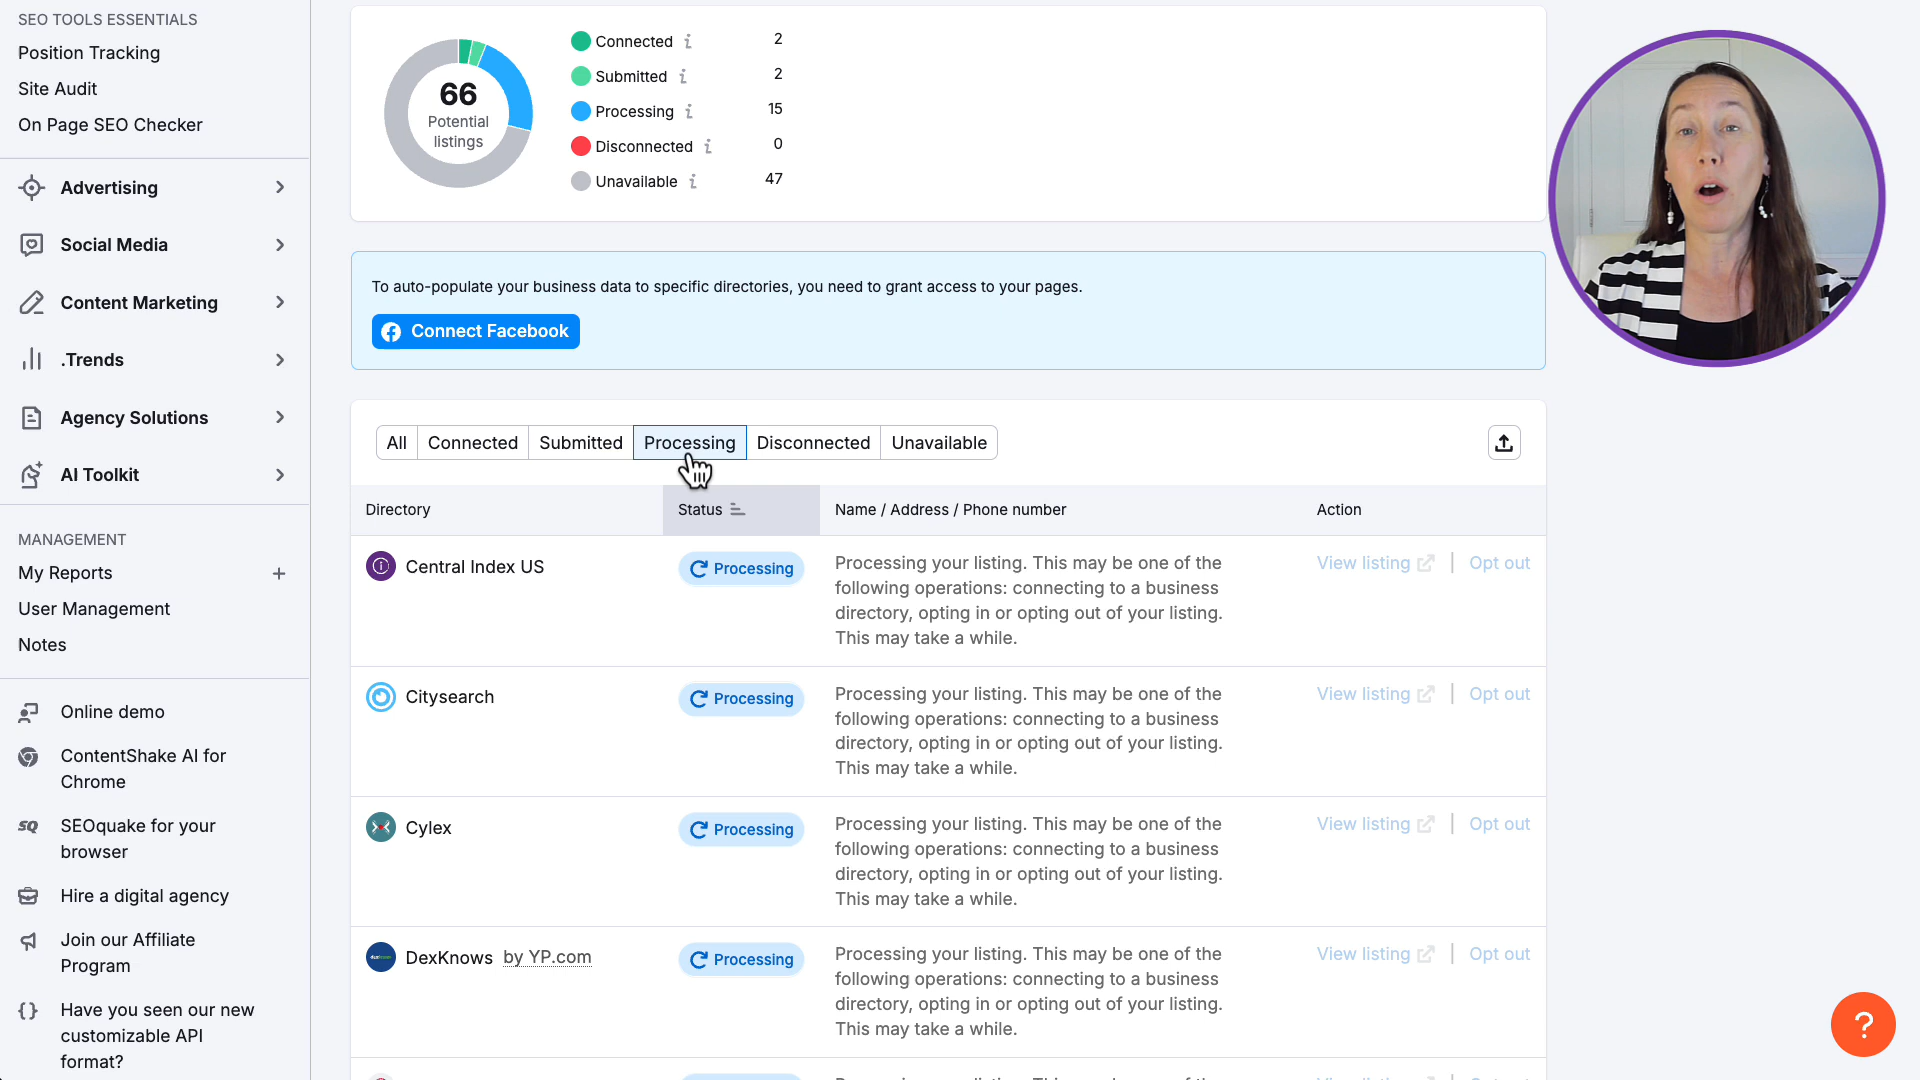 SEO TOOLS ESSENTIALS
Position Tracking
Site Audit
On Page SEO Checker
Advertising
Social Media
Content Marketing
.Trends
Agency Solutions
AI Toolkit
MANAGEMENT
My Reports
User Management
Notes
Online demo
ContentShake AI for
Chrome
SEOquake for your
browser
Hire a digital agency
Join our Affiliate
Program
Have you seen our new
customizable API
format?
66
Potential
listings
Connected 2
Submitted 2
Processing 15
Disconnected 0
Unavailable 47
To auto-populate your business data to specific directories, you need to grant access to your pages.
Connect Facebook
All Connected Submitted Processing Disconnected Unavailable
Directory Status Name / Address / Phone number Action
Central Index US Processing
Processing your listing. This may be one of the
following operations: connecting to a business
directory, opting in or opting out of your listing.
This may take a while.
View listing | Opt out
Citysearch Processing
Processing your listing. This may be one of the
following operations: connecting to a business
directory, opting in or opting out of your listing.
This may take a while.
View listing | Opt out
Cylex Processing
Processing your listing. This may be one of the
following operations: connecting to a business
directory, opting in or opting out of your listing.
This may take a while.
View listing | Opt out
DexKnows by YP.com Processing
Processing your listing. This may be one of the
following operations: connecting to a business
directory, opting in or opting out of your listing.
This may take a while.
View listing | Opt out
?